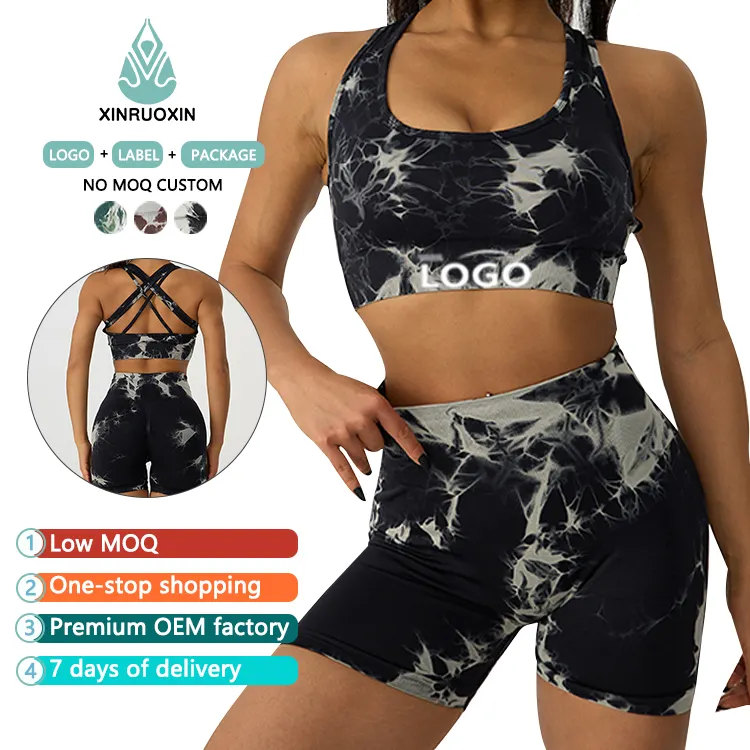 XINRUOXIN
LOGO + LABEL + PACKAGE
NO MOQ CUSTOM
LOGO
1 Low MOQ
2 One-stop shopping
3 Premium OEM factory
4 7 days of delivery